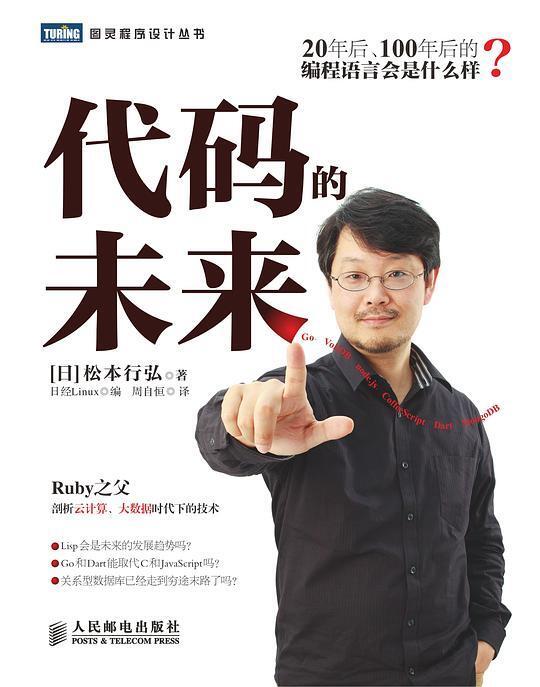 TURING 图灵程序设计丛书
20年后、100年后的
编程语言会是什么样?
代码的
未来
Go VoltDB node.js CoffeeScript Dart MongoDB
[日]松本行弘◎著
日经Linux◎编 周自恒◎译
Ruby之父
剖析云计算、大数据时代下的技术
Lisp会是未来的发展趋势吗?
Go和Dart能取代C和JavaScript吗?
关系型数据库已经走到穷途末路了吗?
人民邮电出版社
POSTS & TELECOM PRESS